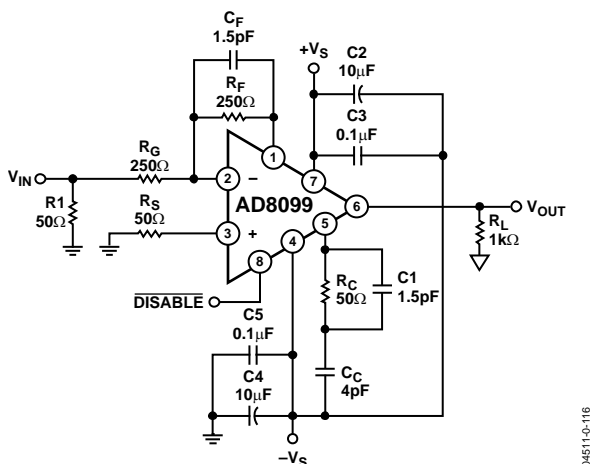 CF
1.5pF
RF
250Ω
+VS
C2
10μF
C3
0.1μF
RG
250Ω
VIN
R1
50Ω
RS
50Ω
1
2
−
3
+
AD8099
7
6
5
4
8
VOUT
RL
1kΩ
DISABLE
RC
50Ω
C1
1.5pF
C5
0.1μF
C4
10μF
CC
4pF
−VS
04511-0-116